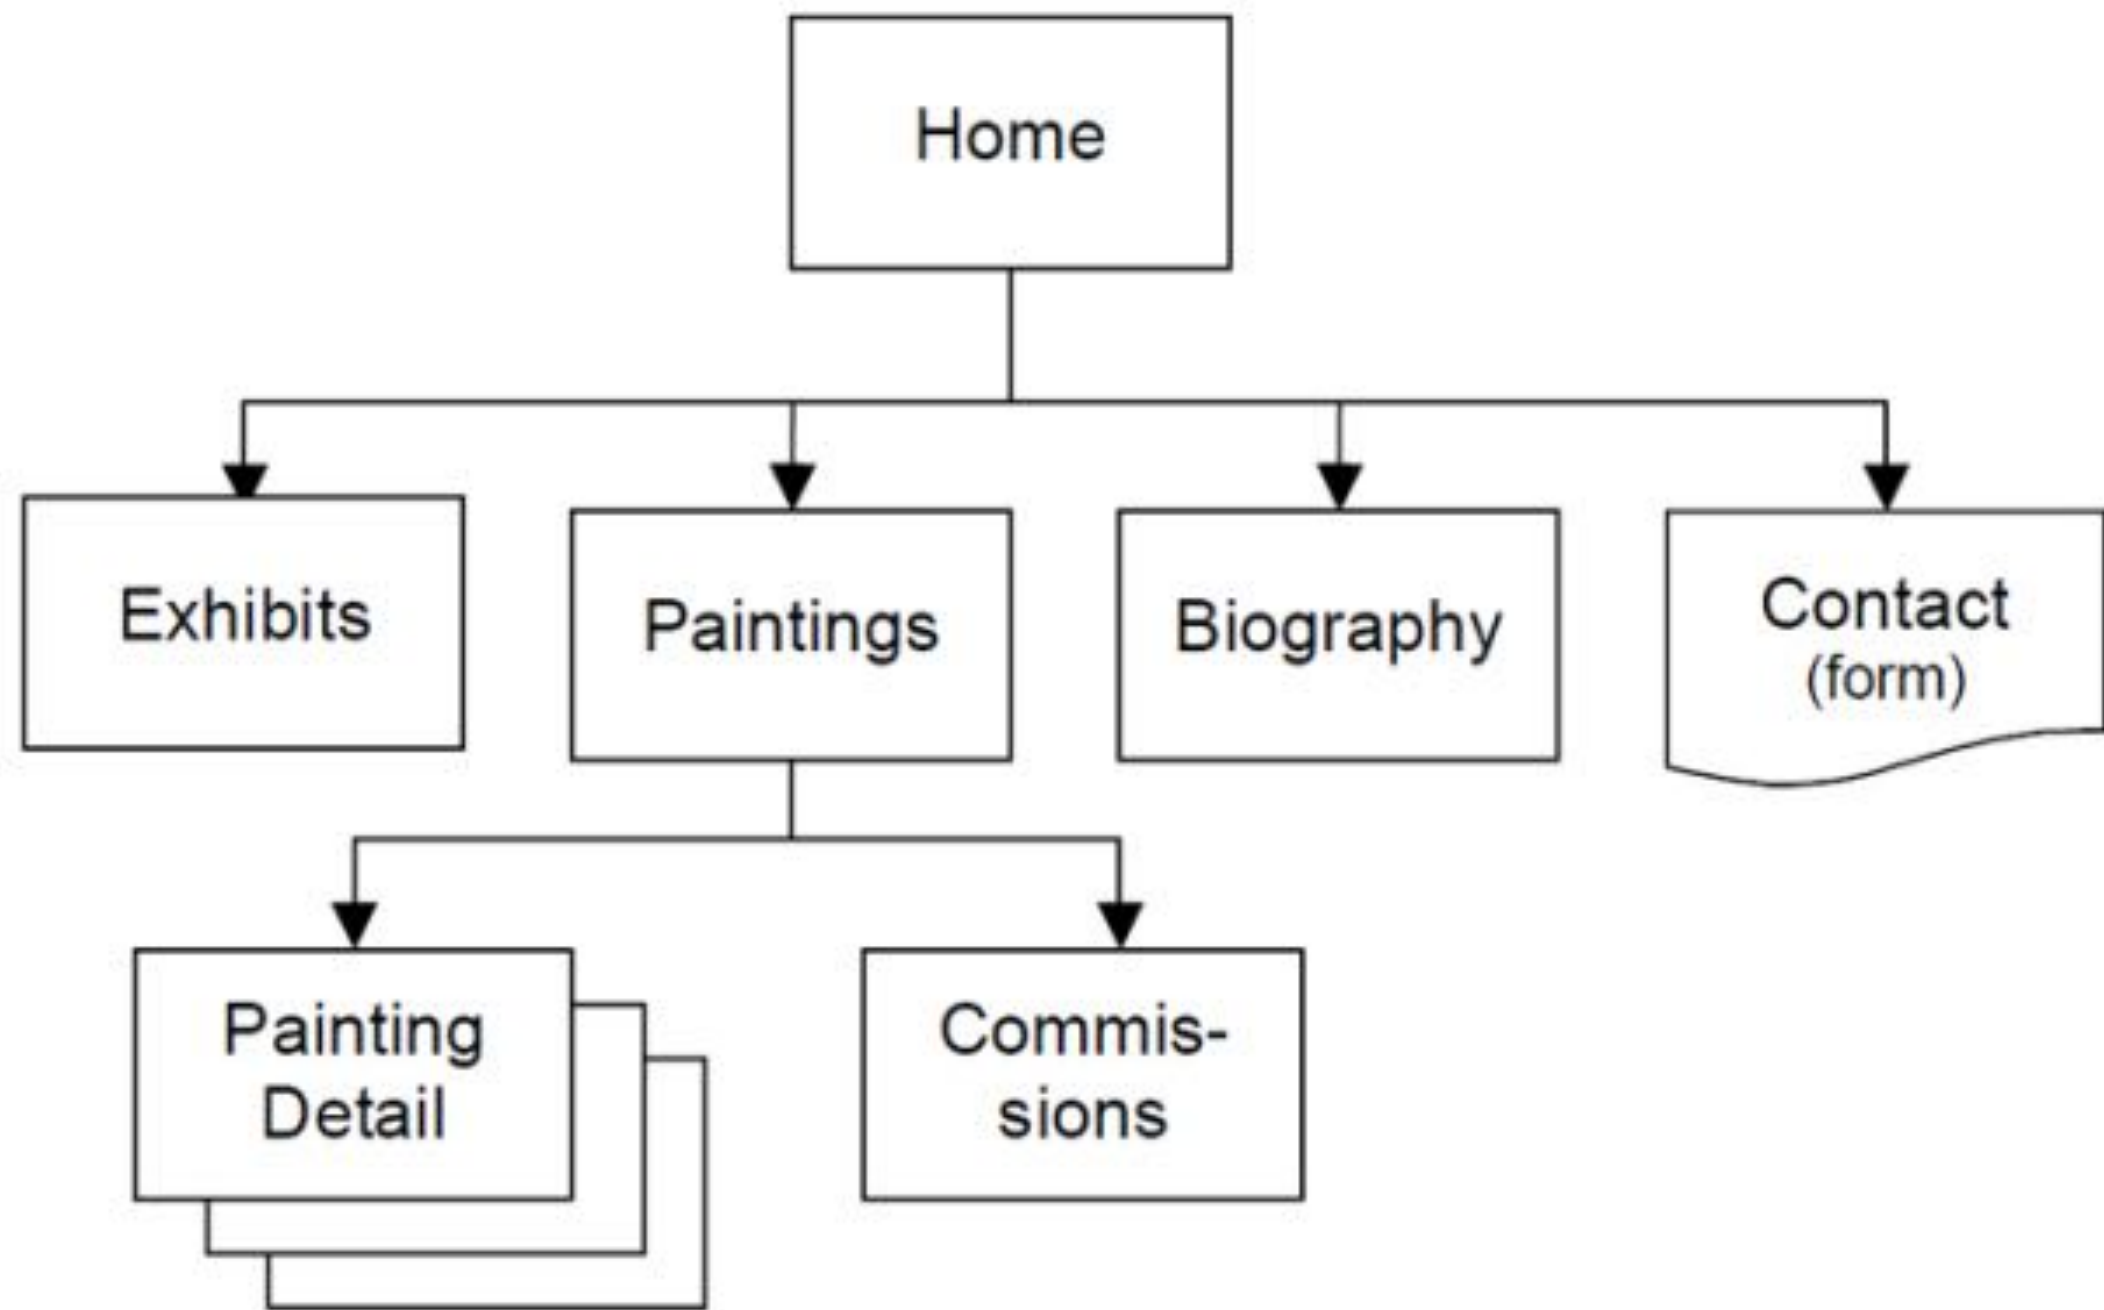 Home
Exhibits
Paintings
Biography
Contact
(form)
Painting
Detail
Commis-
sions